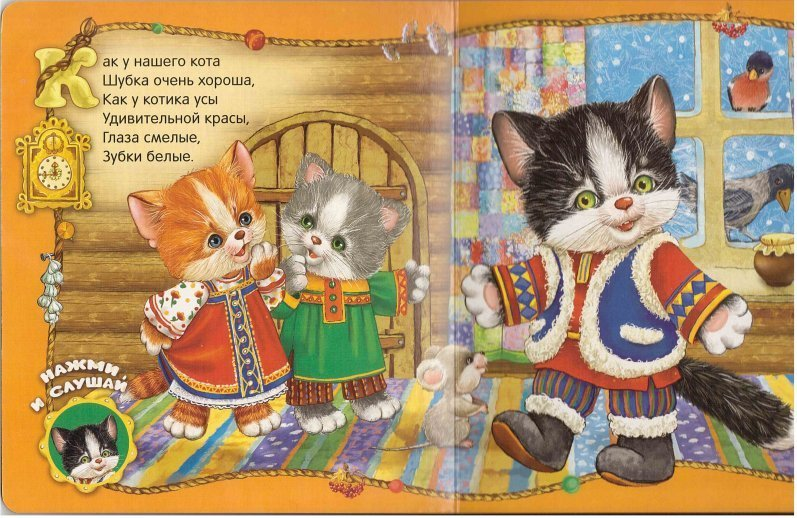 Как у нашего кота
Шубка очень хороша,
Как у котика усы
Удивительной красы,
Глаза смелые,
Зубки белые.
НАЖМИ
И СЛУШАЙ